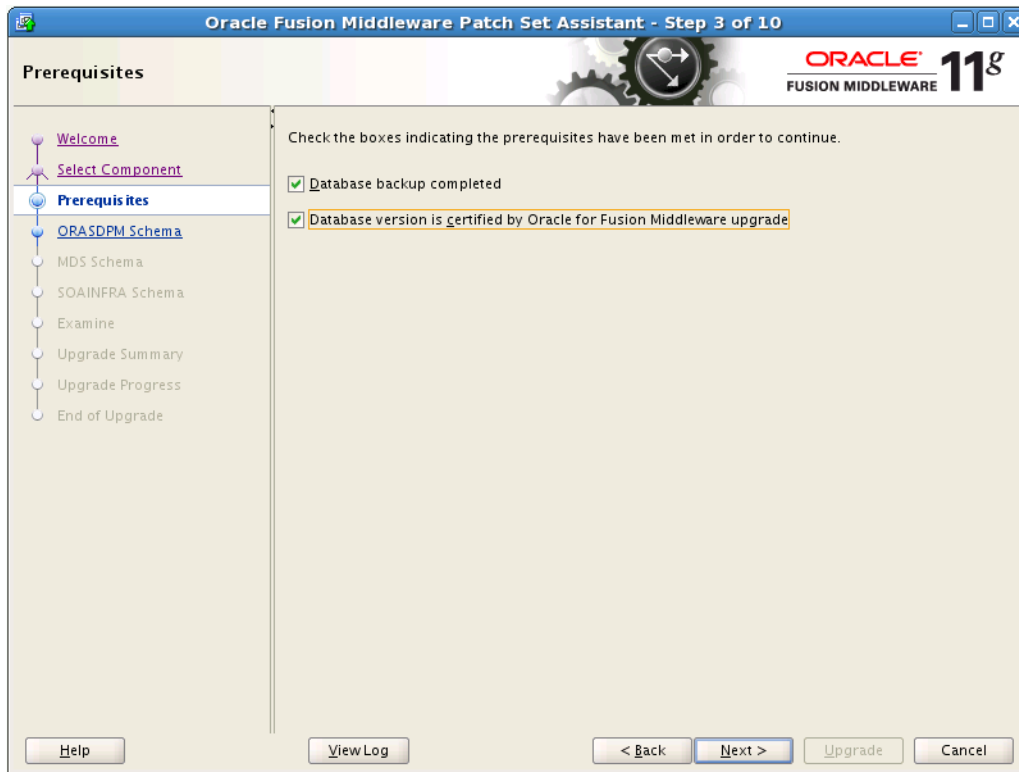 Oracle Fusion Middleware Patch Set Assistant - Step 3 of 10
Prerequisites
ORACLE
FUSION MIDDLEWARE
11g
Welcome
Select Component
Prerequisites
ORASDPM Schema
MDS Schema
SOAINFRA Schema
Examine
Upgrade Summary
Upgrade Progress
End of Upgrade
Check the boxes indicating the prerequisites have been met in order to continue.
Database backup completed
Database version is certified by Oracle for Fusion Middleware upgrade
Help
View Log
< Back
Next >
Upgrade
Cancel